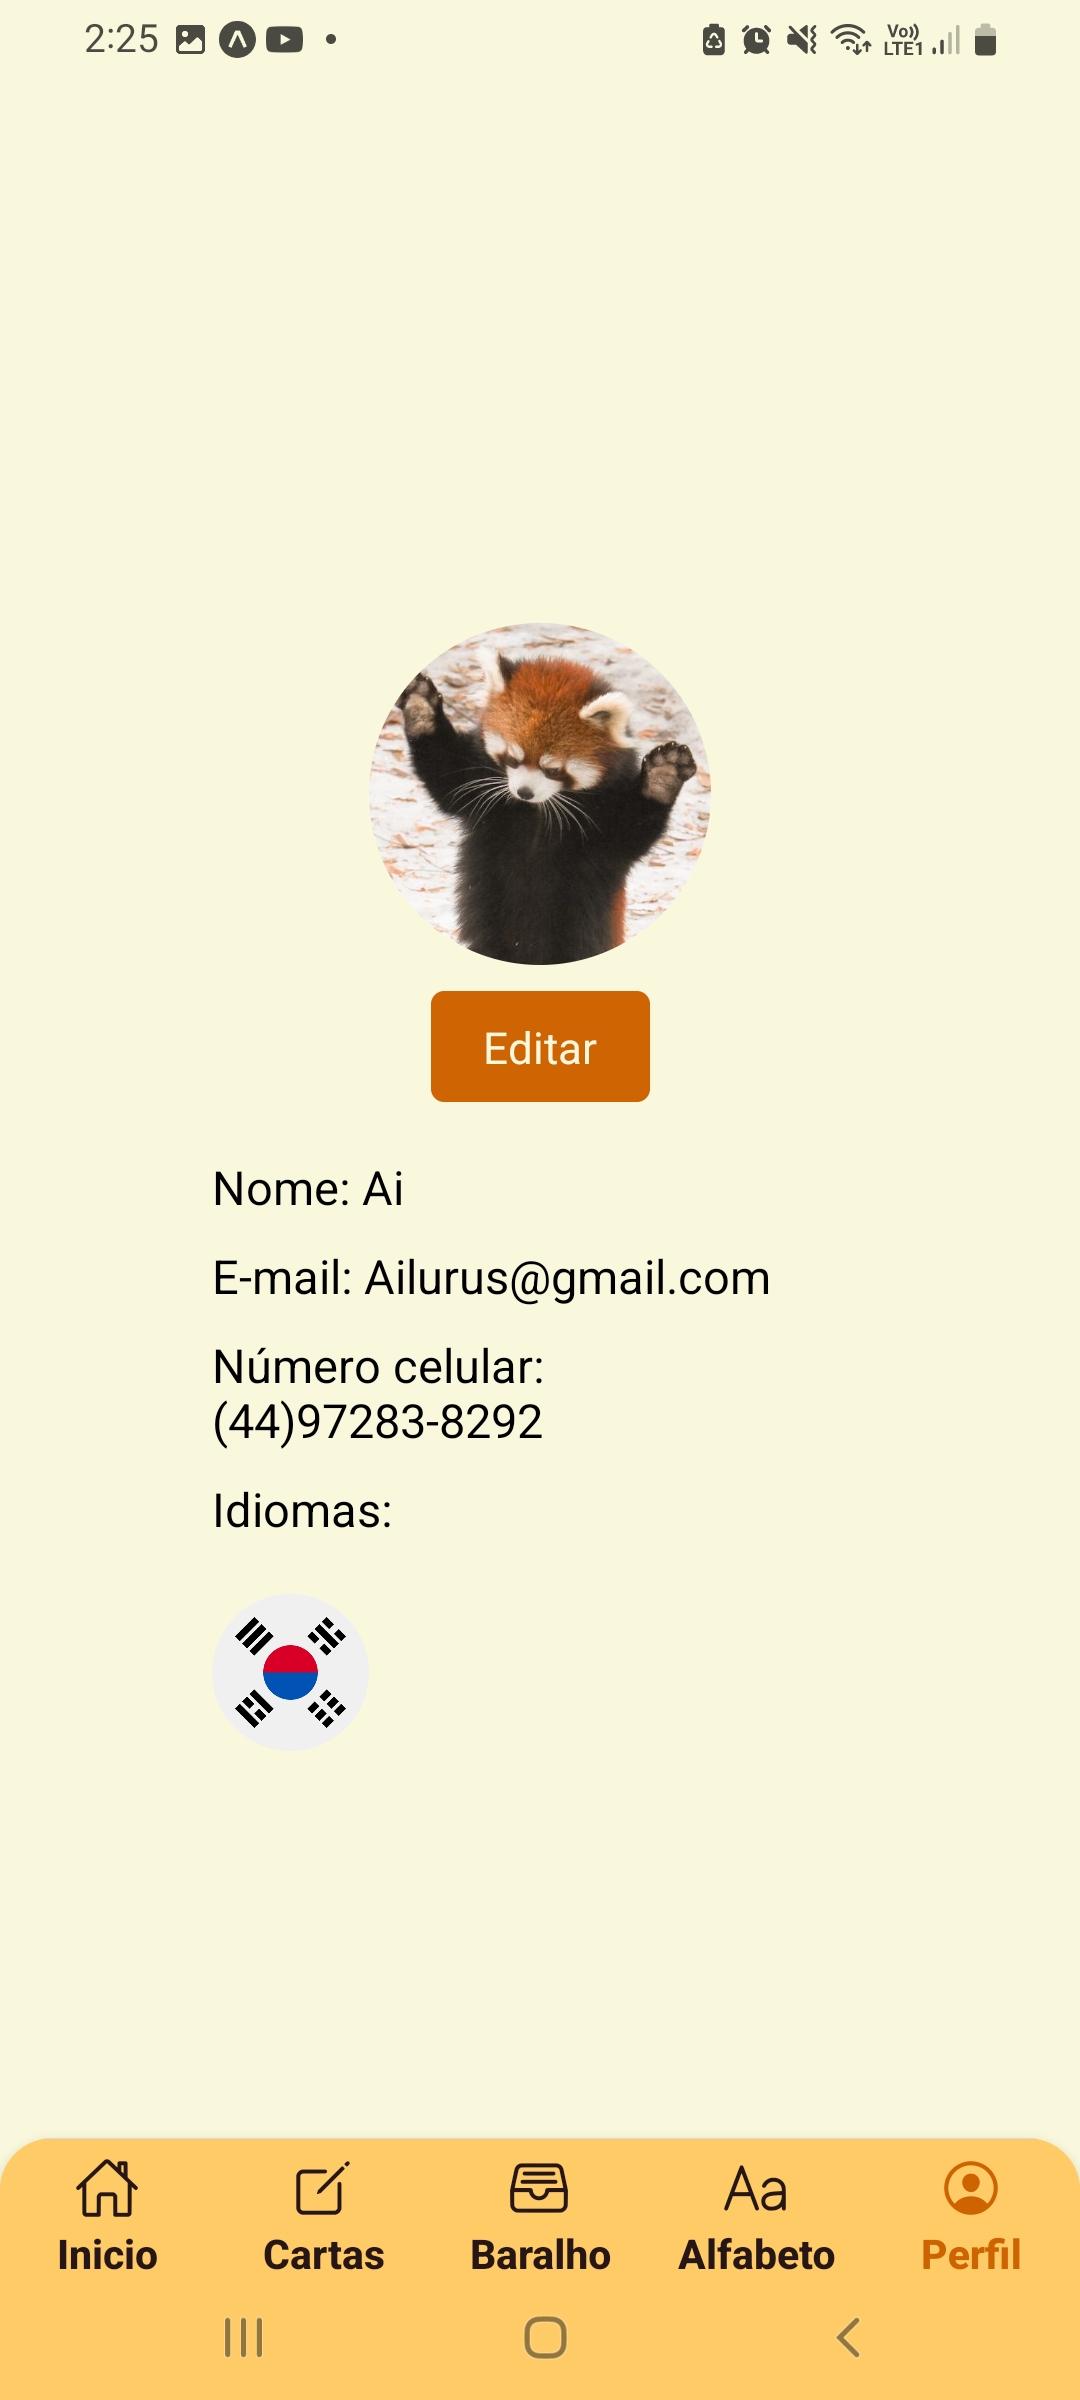 2:25
Vo))
LTE1
Editar
Nome: Ai
E-mail: Ailurus@gmail.com
Número celular:
(44)97283-8292
Idiomas:
Aa
Inicio Cartas Baralho Alfabeto Perfil